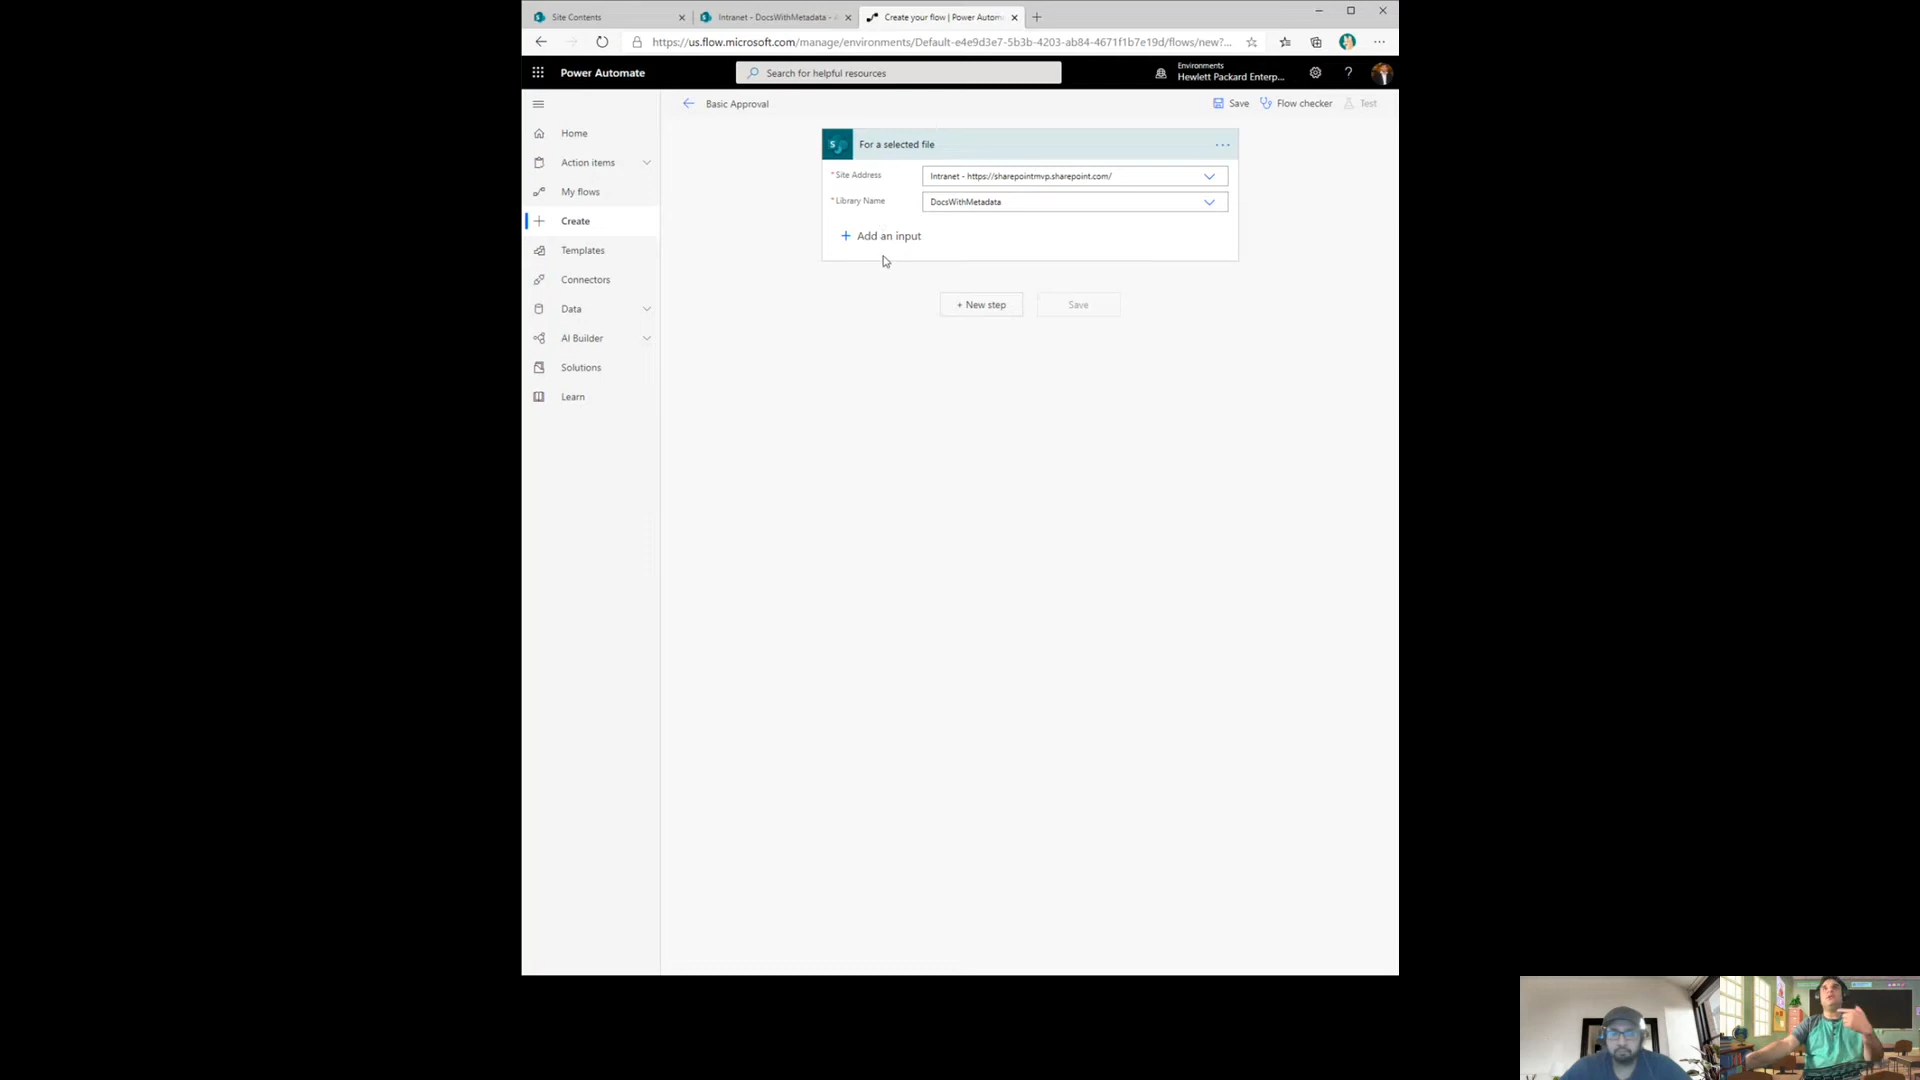 Site Contents
Intranet - DocsWithMetadata - A
Create your flow | Power Autom
https://us.flow.microsoft.com/manage/environments/Default-e4e9d3e7-5b3b-4203-ab84-4671f1b7e19d/flows/new?...
Power Automate
Search for helpful resources
Environments
Hewlett Packard Enterp...
?
Basic Approval
Save
Flow checker
Test
Home
Action items
My flows
Create
Templates
Connectors
Data
AI Builder
Solutions
Learn
For a selected file
* Site Address
Intranet - https://sharepointmvp.sharepoint.com/
* Library Name
DocsWithMetadata
+ Add an input
+ New step
Save